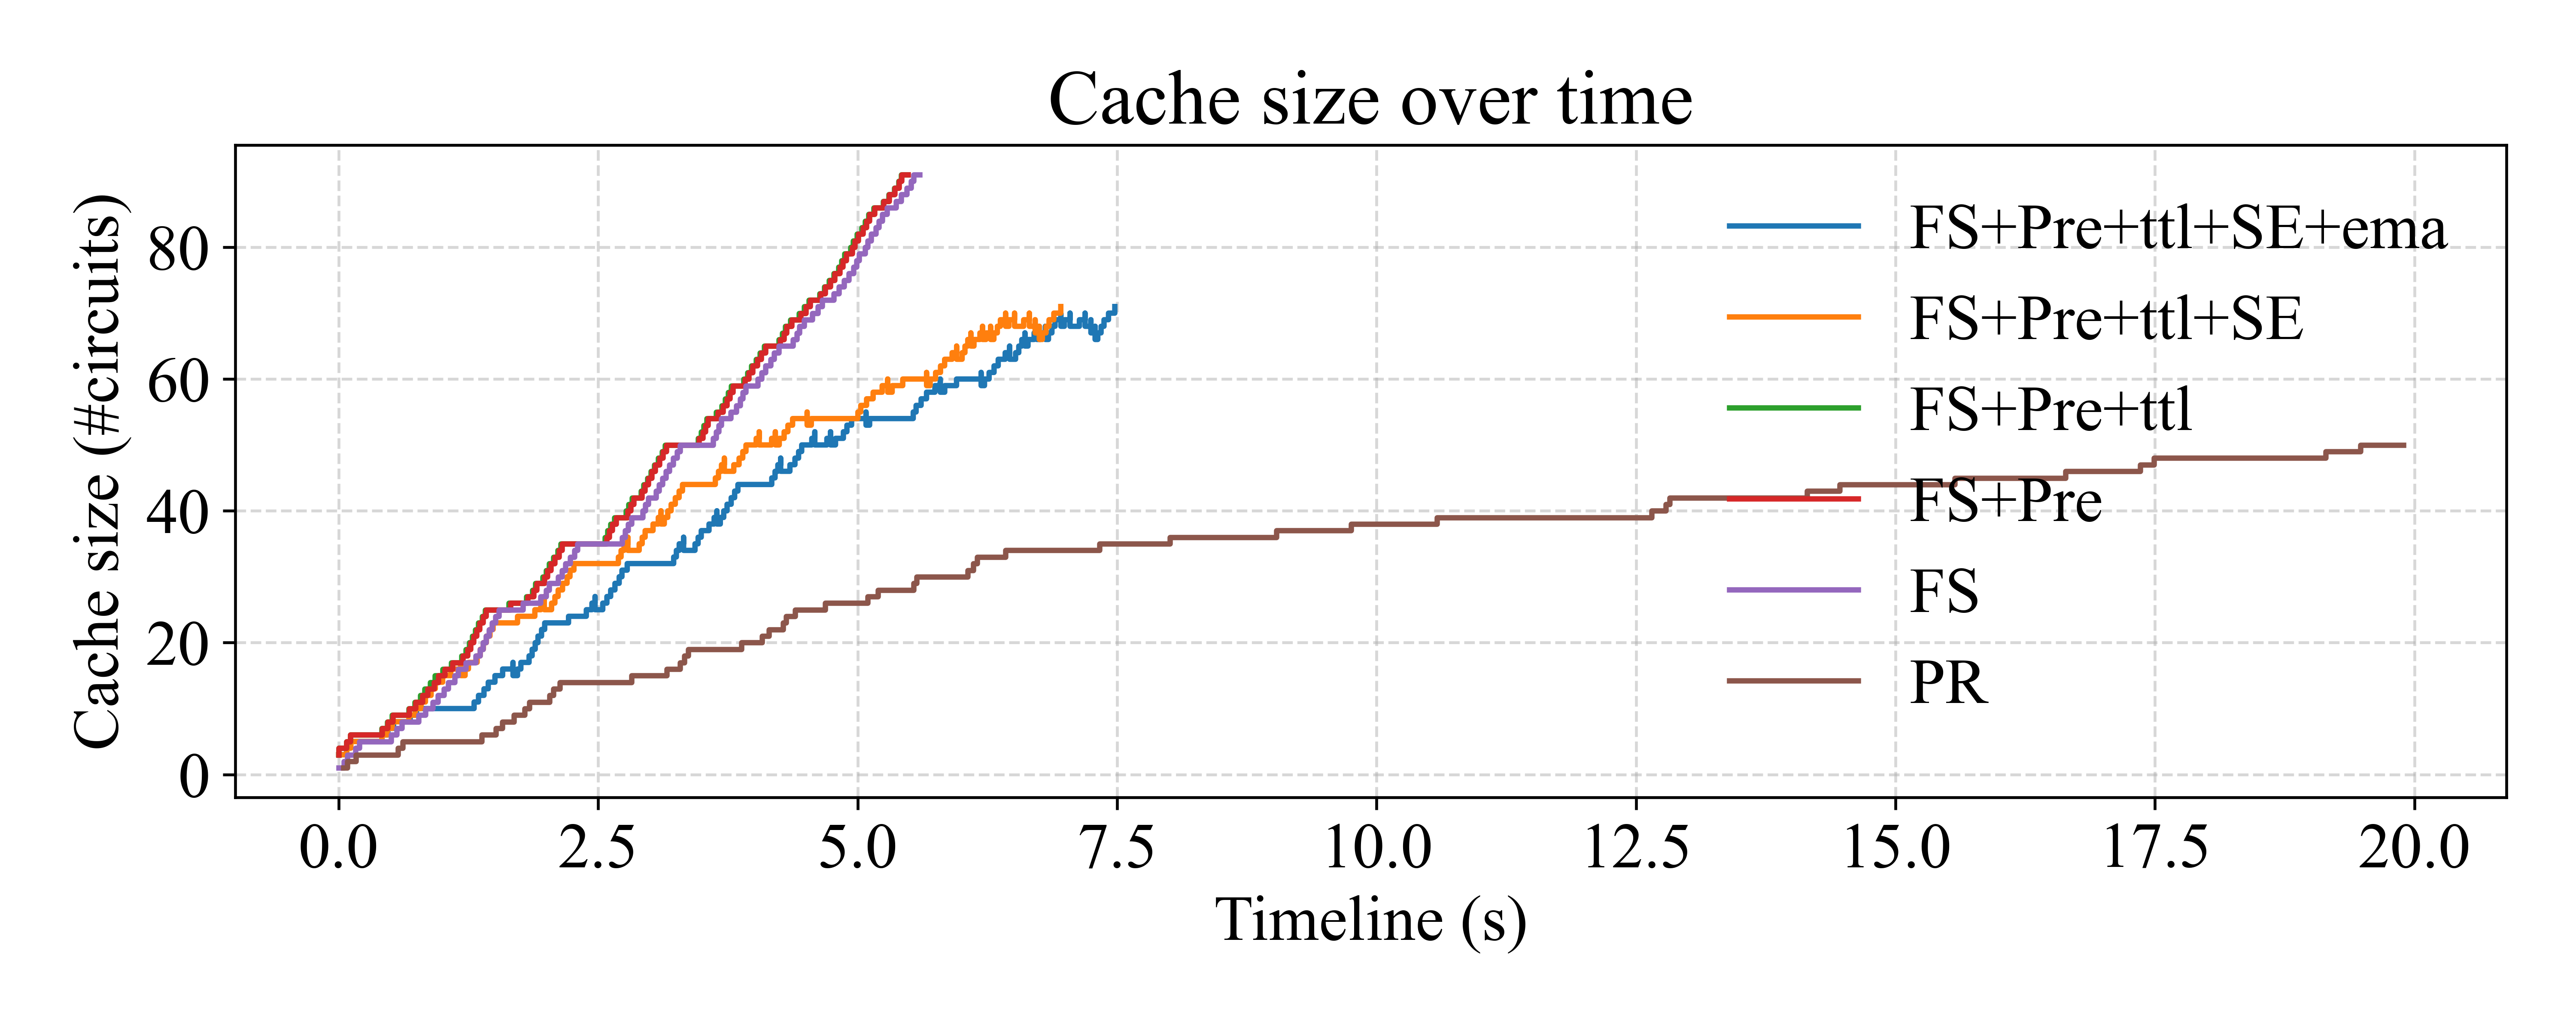 Cache size over time
Cache size (#circuits)
80
60
40
20
0
FS+Pre+ttl+SE+ema
FS+Pre+ttl+SE
FS+Pre+ttl
FS+Pre
FS
PR
0.0 2.5 5.0 7.5 10.0 12.5 15.0 17.5 20.0
Timeline (s)